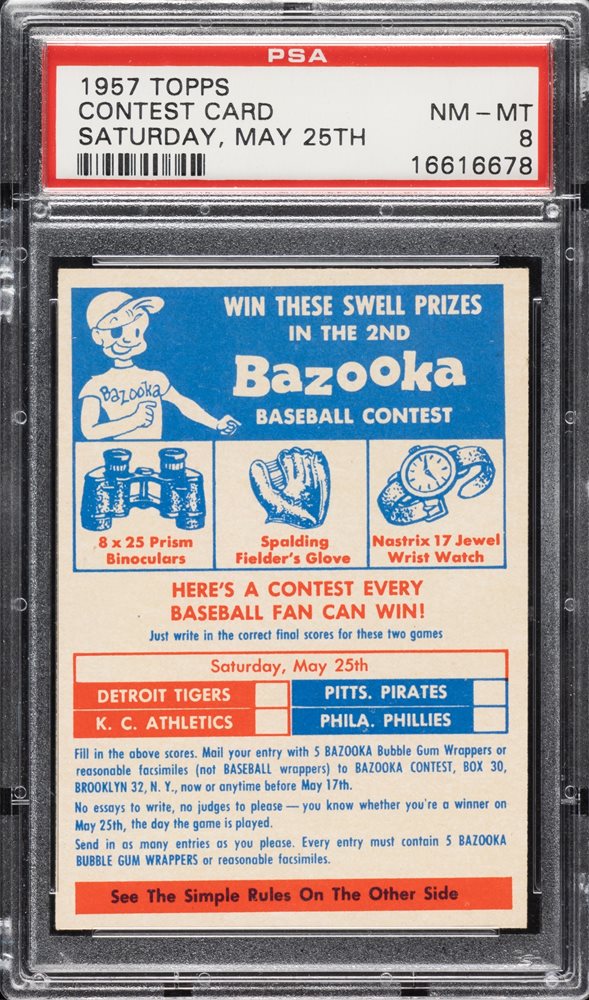 PSA
1957 TOPPS
CONTEST CARD
SATURDAY, MAY 25TH
NM - MT
8
16616678
Bazooka
WIN THESE SWELL PRIZES
IN THE 2ND
Bazooka
BASEBALL CONTEST
8 x 25 Prism
Binoculars
Spalding
Fielder's Glove
Nastrix 17 Jewel
Wrist Watch
HERE'S A CONTEST EVERY
BASEBALL FAN CAN WIN!
Just write in the correct final scores for these two games
Saturday, May 25th
DETROIT TIGERS
K. C. ATHLETICS
PITTS. PIRATES
PHILA. PHILLIES
Fill in the above scores. Mail your entry with 5 BAZOOKA Bubble Gum Wrappers or
reasonable facsimiles (not BASEBALL wrappers) to BAZOOKA CONTEST, BOX 30,
BROOKLYN 32, N. Y., now or anytime before May 17th.
No essays to write, no judges to please — you know whether you're a winner on
May 25th, the day the game is played.
Send in as many entries as you please. Every entry must contain 5 BAZOOKA
BUBBLE GUM WRAPPERS or reasonable facsimiles.
See The Simple Rules On The Other Side